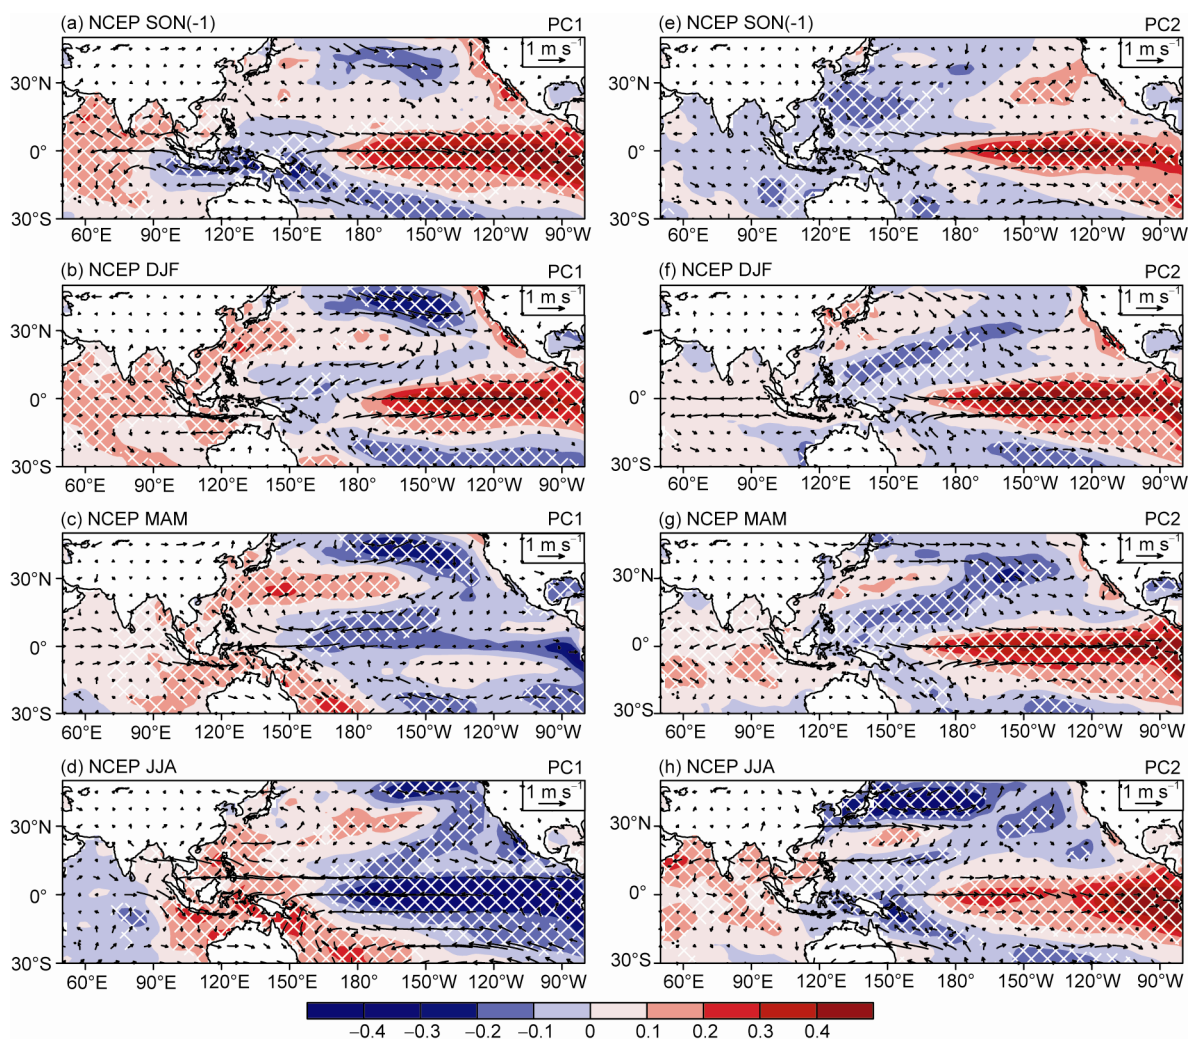 (a) NCEP SON(-1) PC1
1 m s⁻¹
30°N
0°
30°S
60°E 90°E 120°E 150°E 180° 150°W 120°W 90°W
(b) NCEP DJF PC1
1 m s⁻¹
30°N
0°
30°S
60°E 90°E 120°E 150°E 180° 150°W 120°W 90°W
(c) NCEP MAM PC1
1 m s⁻¹
30°N
0°
30°S
60°E 90°E 120°E 150°E 180° 150°W 120°W 90°W
(d) NCEP JJA PC1
1 m s⁻¹
30°N
0°
30°S
60°E 90°E 120°E 150°E 180° 150°W 120°W 90°W
(e) NCEP SON(-1) PC2
1 m s⁻¹
30°N
0°
30°S
60°E 90°E 120°E 150°E 180° 150°W 120°W 90°W
(f) NCEP DJF PC2
1 m s⁻¹
30°N
0°
30°S
60°E 90°E 120°E 150°E 180° 150°W 120°W 90°W
(g) NCEP MAM PC2
1 m s⁻¹
30°N
0°
30°S
60°E 90°E 120°E 150°E 180° 150°W 120°W 90°W
(h) NCEP JJA PC2
1 m s⁻¹
30°N
0°
30°S
60°E 90°E 120°E 150°E 180° 150°W 120°W 90°W
−0.4 −0.3 −0.2 −0.1 0 0.1 0.2 0.3 0.4